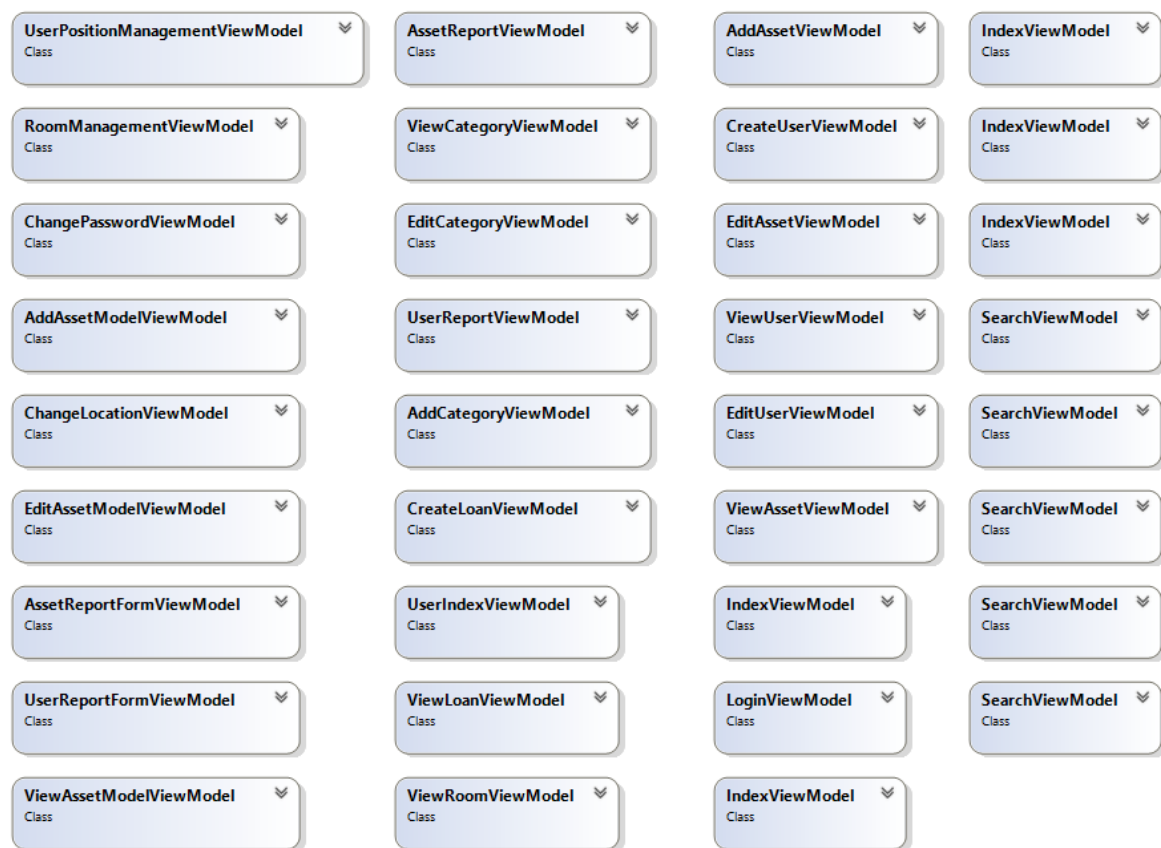 UserPositionManagementViewModel
Class
RoomManagementViewModel
Class
ChangePasswordViewModel
Class
AddAssetModelViewModel
Class
ChangeLocationViewModel
Class
EditAssetModelViewModel
Class
AssetReportFormViewModel
Class
UserReportFormViewModel
Class
ViewAssetModelViewModel
Class
AssetReportViewModel
Class
ViewCategoryViewModel
Class
EditCategoryViewModel
Class
UserReportViewModel
Class
AddCategoryViewModel
Class
CreateLoanViewModel
Class
UserIndexViewModel
Class
ViewLoanViewModel
Class
ViewRoomViewModel
Class
AddAssetViewModel
Class
CreateUserViewModel
Class
EditAssetViewModel
Class
ViewUserViewModel
Class
EditUserViewModel
Class
ViewAssetViewModel
Class
IndexViewModel
Class
LoginViewModel
Class
IndexViewModel
Class
IndexViewModel
Class
IndexViewModel
Class
IndexViewModel
Class
SearchViewModel
Class
SearchViewModel
Class
SearchViewModel
Class
SearchViewModel
Class
SearchViewModel
Class